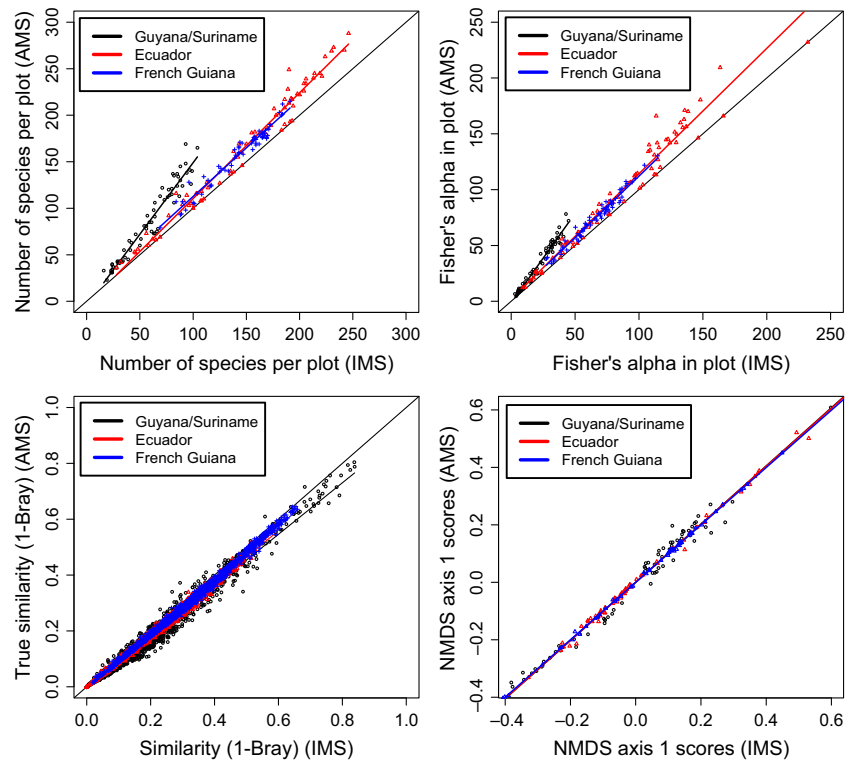 Number of species per plot (AMS)
300
250
200
150
100
50
0
Guyana/Suriname
Ecuador
French Guiana
0 50 100 150 200 250 300
Number of species per plot (IMS)
Fisher's alpha in plot (AMS)
250
200
150
100
50
0
Guyana/Suriname
Ecuador
French Guiana
0 50 100 150 200 250
Fisher's alpha in plot (IMS)
True similarity (1-Bray) (AMS)
1.0
0.8
0.6
0.4
0.2
0.0
Guyana/Suriname
Ecuador
French Guiana
0.0 0.2 0.4 0.6 0.8 1.0
Similarity (1-Bray) (IMS)
NMDS axis 1 scores (AMS)
0.6
0.4
0.2
0.0
−0.2
−0.4
Guyana/Suriname
Ecuador
French Guiana
−0.4 −0.2 0.0 0.2 0.4 0.6
NMDS axis 1 scores (IMS)